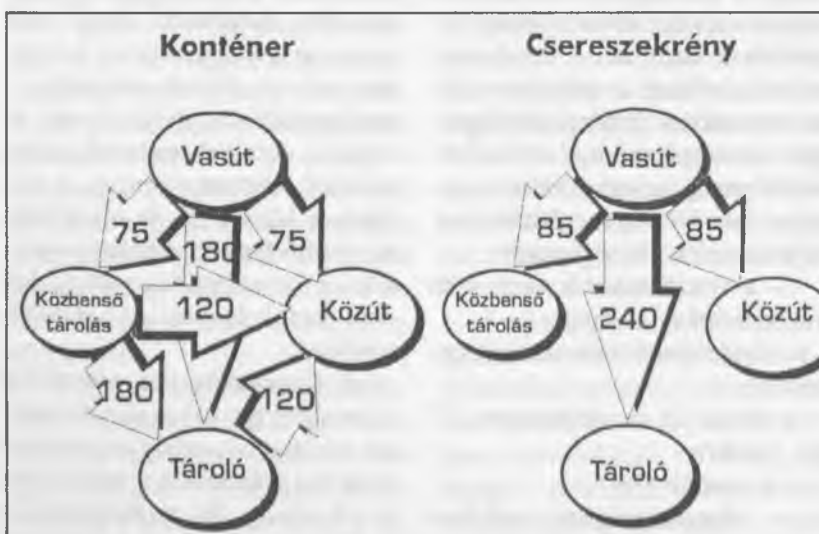 Konténer
Vasút
75
180
75
Közbenső
tárolás
120
Közút
180
120
Tároló
Csereszekrény
Vasút
85
85
Közbenső
tárolás
240
Közút
Tároló